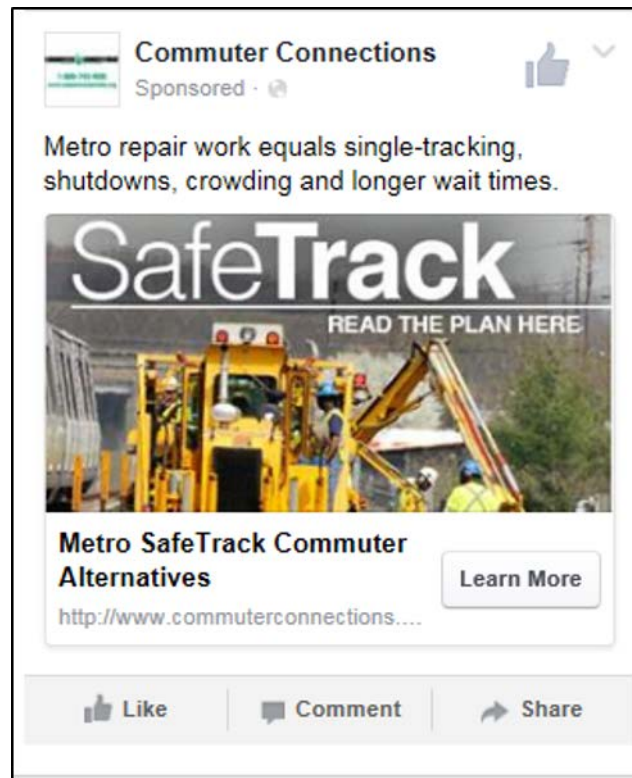 Commuter Connections
Sponsored ·
Metro repair work equals single-tracking,
shutdowns, crowding and longer wait times.
SafeTrack
READ THE PLAN HERE
Metro SafeTrack Commuter
Alternatives
Learn More
http://www.commuterconnections....
Like
Comment
Share